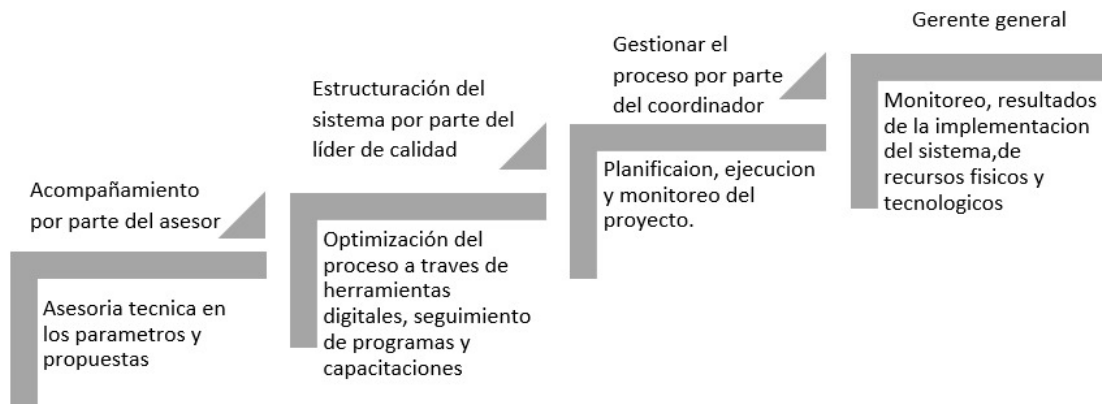 Acompañamiento
por parte del asesor
Asesoria tecnica en
los parametros y
propuestas
Estructuración del
sistema por parte del
líder de calidad
Optimización del
proceso a traves de
herramientas
digitales, seguimiento
de programas y
capacitaciones
Gestionar el
proceso por parte
del coordinador
Planificaion, ejecucion
y monitoreo del
proyecto.
Gerente general
Monitoreo, resultados
de la implementacion
del sistema,de
recursos fisicos y
tecnologicos